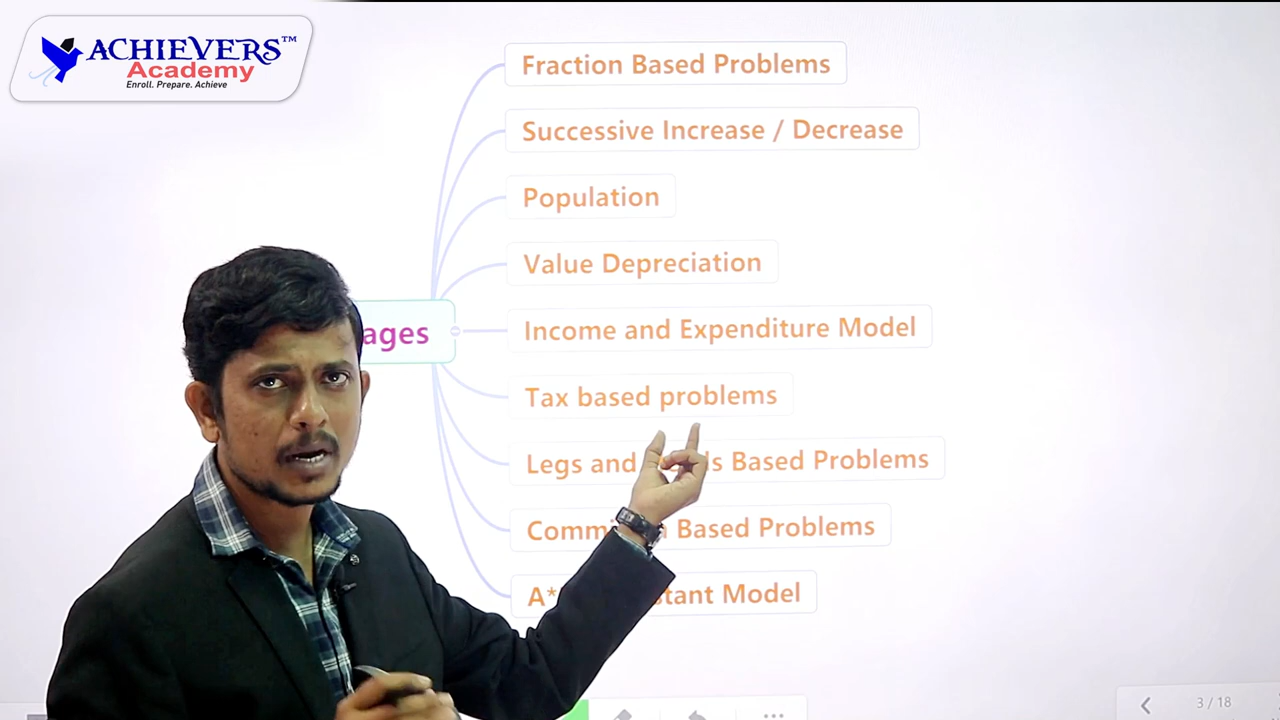 ACHIEVERS™
Academy
Enroll. Prepare. Achieve
Fraction Based Problems
Successive Increase / Decrease
Population
Value Depreciation
ages
Income and Expenditure Model
Tax based problems
Legs and s Based Problems
Comm Based Problems
A* stant Model
3 / 18